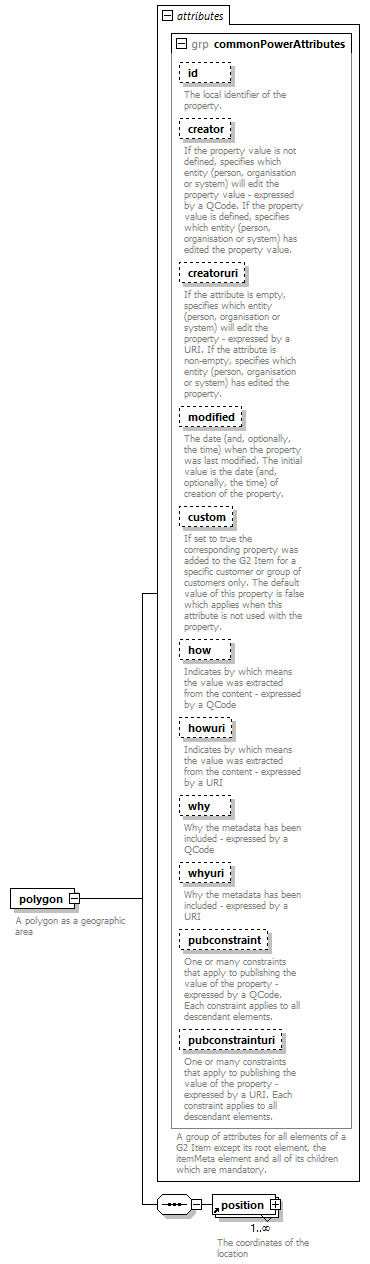 attributes
grp commonPowerAttributes
id
The local identifier of the
property.
creator
If the property value is not
defined, specifies which
entity (person, organisation
or system) will edit the
property value - expressed
by a QCode. If the property
value is defined, specifies
which entity (person,
organisation or system) has
edited the property value.
creatoruri
If the attribute is empty,
specifies which entity
(person, organisation or
system) will edit the
property - expressed by a
URI. If the attribute is
non-empty, specifies which
entity (person, organisation
or system) has edited the
property.
modified
The date (and, optionally,
the time) when the property
was last modified. The initial
value is the date (and,
optionally, the time) of
creation of the property.
custom
If set to true the
corresponding property was
added to the G2 Item for a
specific customer or group of
customers only. The default
value of this property is false
which applies when this
attribute is not used with the
property.
how
Indicates by which means
the value was extracted
from the content - expressed
by a QCode
howuri
Indicates by which means
the value was extracted
from the content - expressed
by a URI
why
Why the metadata has been
included - expressed by a
QCode
whyuri
Why the metadata has been
included - expressed by a
URI
pubconstraint
One or many constraints
that apply to publishing the
value of the property -
expressed by a QCode.
Each constraint applies to all
descendant elements.
pubconstrainturi
One or many constraints
that apply to publishing the
value of the property -
expressed by a URI. Each
constraint applies to all
descendant elements.
A group of attributes for all elements of a
G2 Item except its root element, the
itemMeta element and all of its children
which are mandatory.
polygon
A polygon as a geographic
area
position
1..∞
The coordinates of the
location